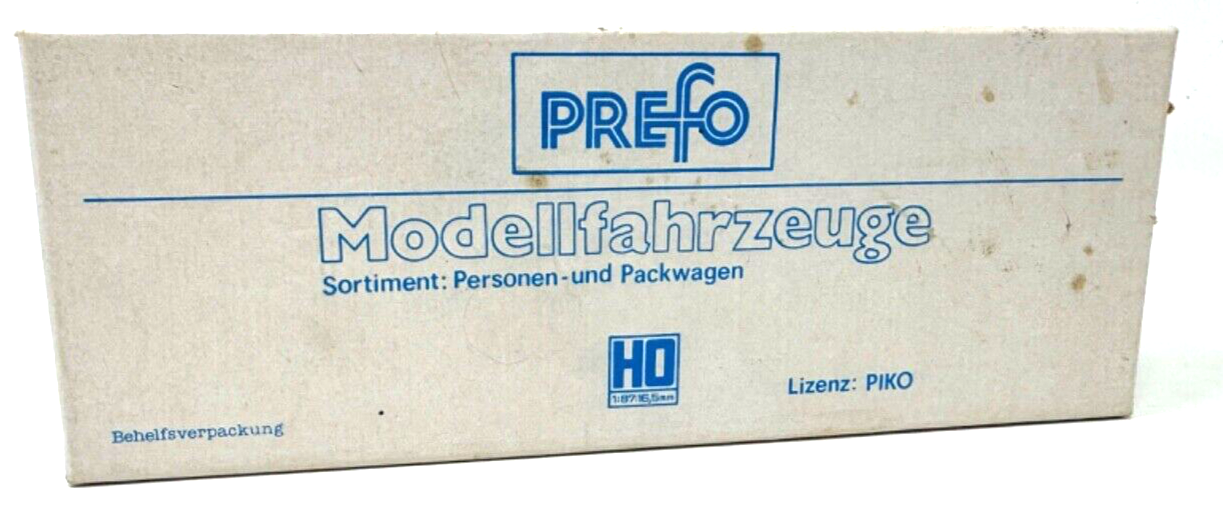 PREfO
Modellfahrzeuge
Sortiment: Personen-und Packwagen
HO
1:87:16,5mm
Lizenz: PIKO
Behelfsverpackung